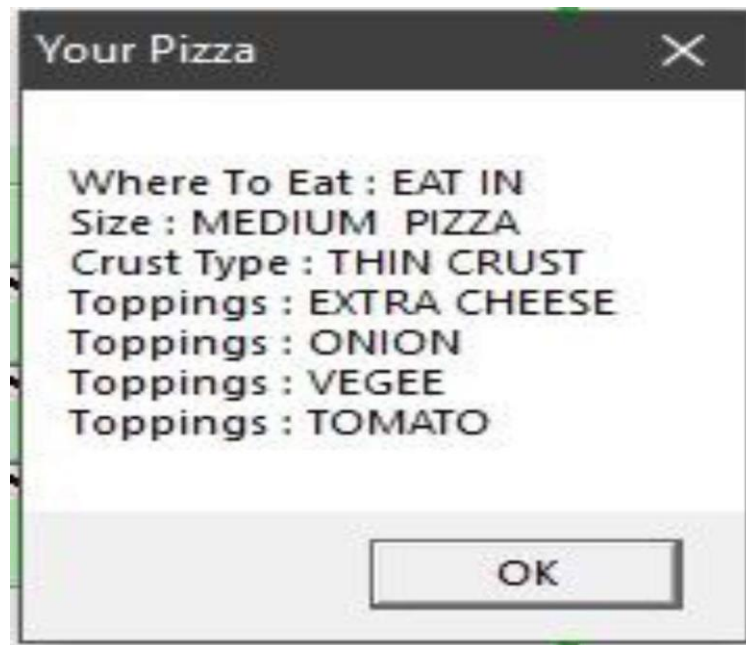 Your Pizza
Where To Eat : EAT IN
Size : MEDIUM  PIZZA
Crust Type : THIN CRUST
Toppings : EXTRA CHEESE
Toppings : ONION
Toppings : VEGEE
Toppings : TOMATO
OK